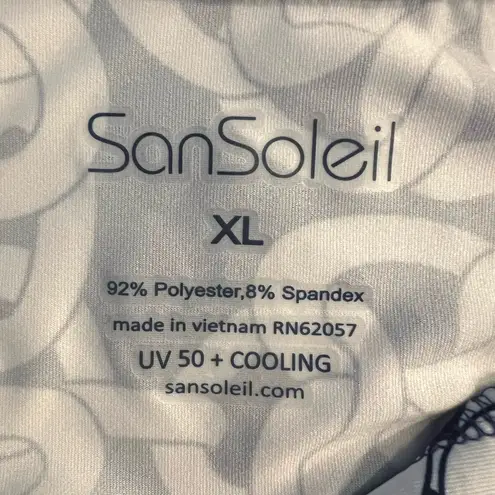 SanSoleil
XL
92% Polyester,8% Spandex
made in vietnam RN62057
UV 50 + COOLING
sansoleil.com